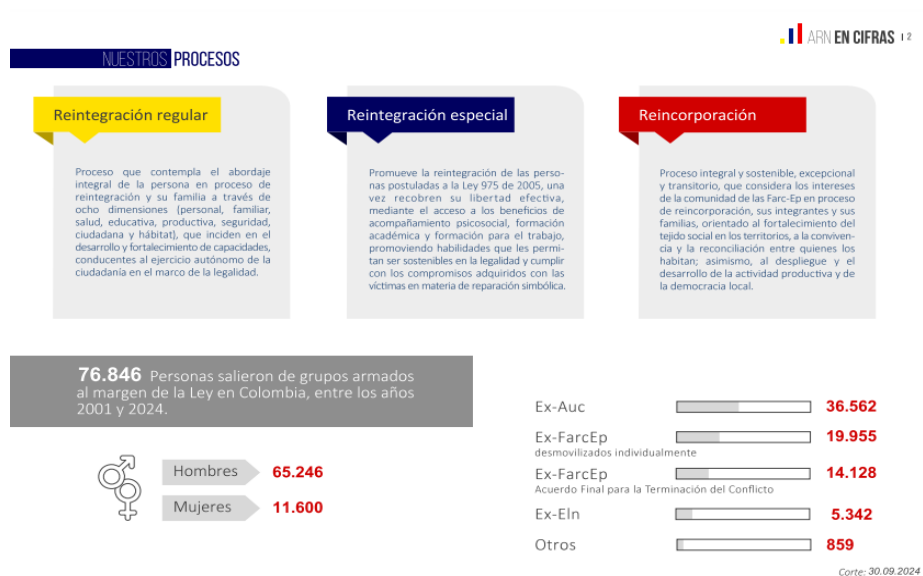 ARN EN CIFRAS | 2
NUESTROS PROCESOS
Reintegración regular
Proceso que contempla el abordaje
integral de la persona en proceso de
reintegración y su familia a través de
ocho dimensiones (personal, familiar,
salud, educativa, productiva, seguridad,
ciudadana y hábitat), que inciden en el
desarrollo y fortalecimiento de capacidades,
conducentes al ejercicio autónomo de la
ciudadanía en el marco de la legalidad.
Reintegración especial
Promueve la reintegración de las perso-
nas postuladas a la Ley 975 de 2005, una
vez recobren su libertad efectiva,
mediante el acceso a los beneficios de
acompañamiento psicosocial, formación
académica y formación para el trabajo,
promoviendo habilidades que les permi-
tan ser sostenibles en la legalidad y cumplir
con los compromisos adquiridos con las
víctimas en materia de reparación simbólica.
Reincorporación
Proceso integral y sostenible, excepcional
y transitorio, que considera los intereses
de la comunidad de las Farc-Ep en proceso
de reincorporación, sus integrantes y sus
familias, orientado al fortalecimiento del
tejido social en los territorios, a la conviven-
cia y la reconciliación entre quienes los
habitan; asimismo, al despliegue y el
desarrollo de la actividad productiva y de
la democracia local.
76.846 Personas salieron de grupos armados
al margen de la Ley en Colombia, entre los años
2001 y 2024.
Hombres 65.246
Mujeres 11.600
Ex-Auc 36.562
Ex-FarcEp 19.955
desmovilizados individualmente
Ex-FarcEp 14.128
Acuerdo Final para la Terminación del Conflicto
Ex-Eln 5.342
Otros 859
Corte: 30.09.2024